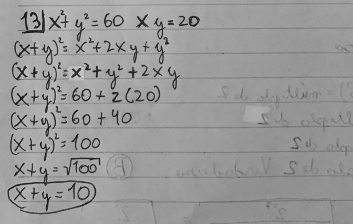 13) x²+y²=60 xy=20
(x+y)²=x²+2xy+y²
(x+y)²=x²+y²+2xy
(x+y)²=60+2(20)
(x+y)²=60+40
(x+y)²=100
x+y=√100
x+y=10